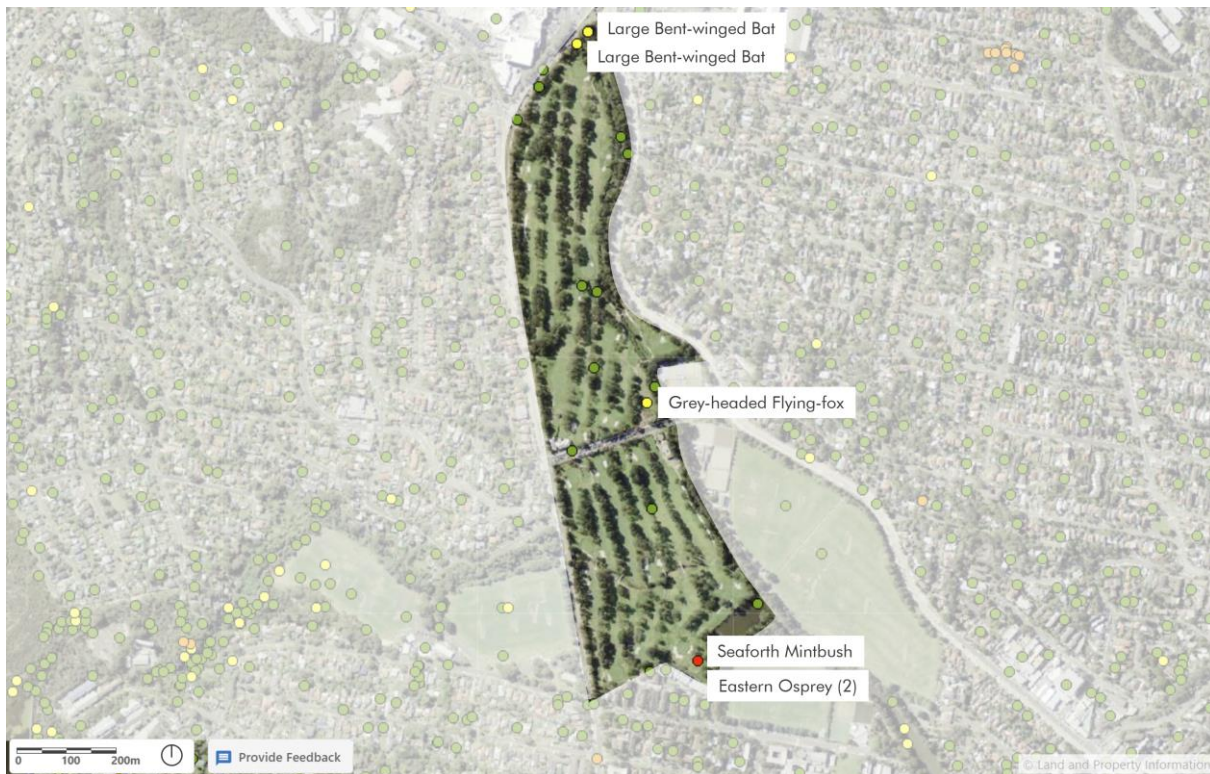 Large Bent-winged Bat
Large Bent-winged Bat
Grey-headed Flying-fox
Seaforth Mintbush
Eastern Osprey (2)
0 100 200m
Provide Feedback
© Land and Property Information